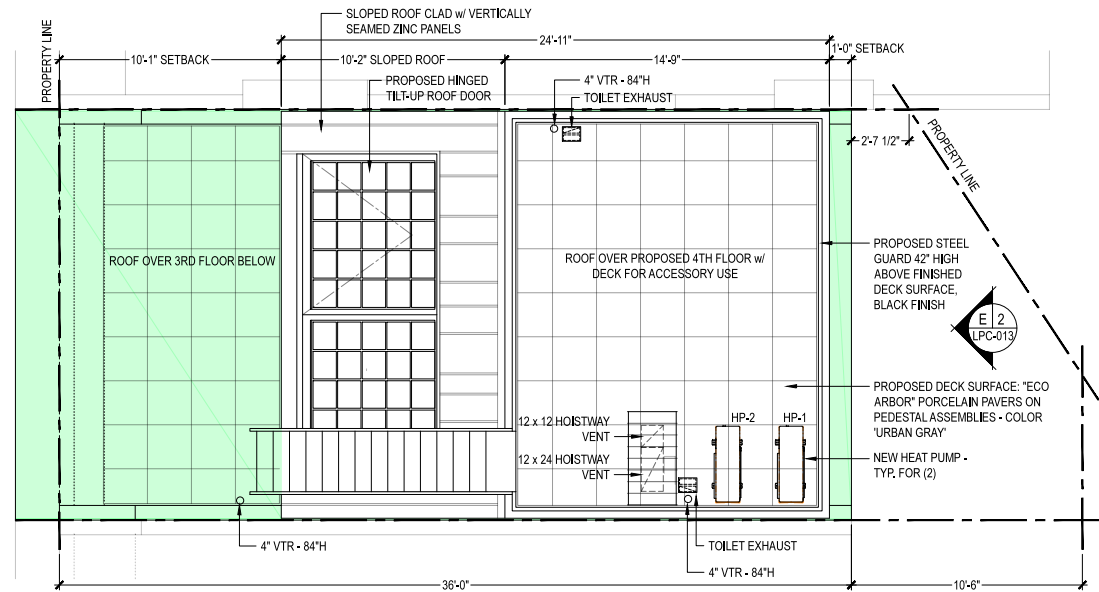 SLOPED ROOF CLAD w/ VERTICALLY
SEAMED ZINC PANELS
PROPERTY LINE
24'-11"
10'-1" SETBACK
10'-2" SLOPED ROOF
14'-9"
1'-0" SETBACK
PROPOSED HINGED
TILT-UP ROOF DOOR
4" VTR - 84"H
TOILET EXHAUST
2'-7 1/2"
PROPERTY LINE
ROOF OVER 3RD FLOOR BELOW
ROOF OVER PROPOSED 4TH FLOOR w/
DECK FOR ACCESSORY USE
PROPOSED STEEL
GUARD 42" HIGH
ABOVE FINISHED
DECK SURFACE,
BLACK FINISH
E 2
LPC-013
PROPOSED DECK SURFACE: "ECO
ARBOR" PORCELAIN PAVERS ON
PEDESTAL ASSEMBLIES - COLOR
'URBAN GRAY'
12 x 12 HOISTWAY
VENT
12 x 24 HOISTWAY
VENT
HP-2
HP-1
NEW HEAT PUMP -
TYP. FOR (2)
4" VTR - 84"H
TOILET EXHAUST
4" VTR - 84"H
36'-0"
10'-6"